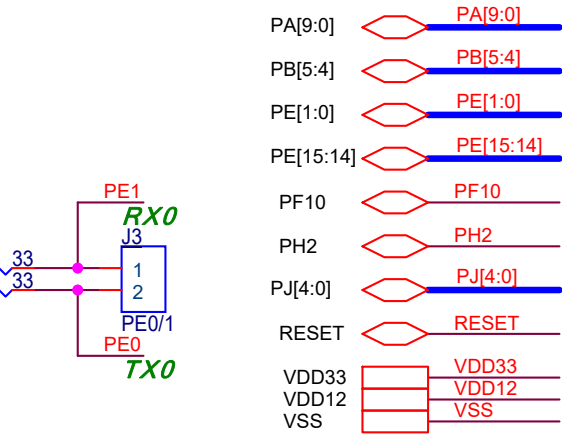 PA[9:0] PA[9:0]
PB[5:4] PB[5:4]
PE[1:0] PE[1:0]
PE[15:14] PE[15:14]
PF10 PF10
PH2 PH2
PJ[4:0] PJ[4:0]
RESET RESET
VDD33 VDD33
VDD12 VDD12
VSS VSS
PE1
RX0
J3
33 1
33 2
PE0/1
PE0
TX0